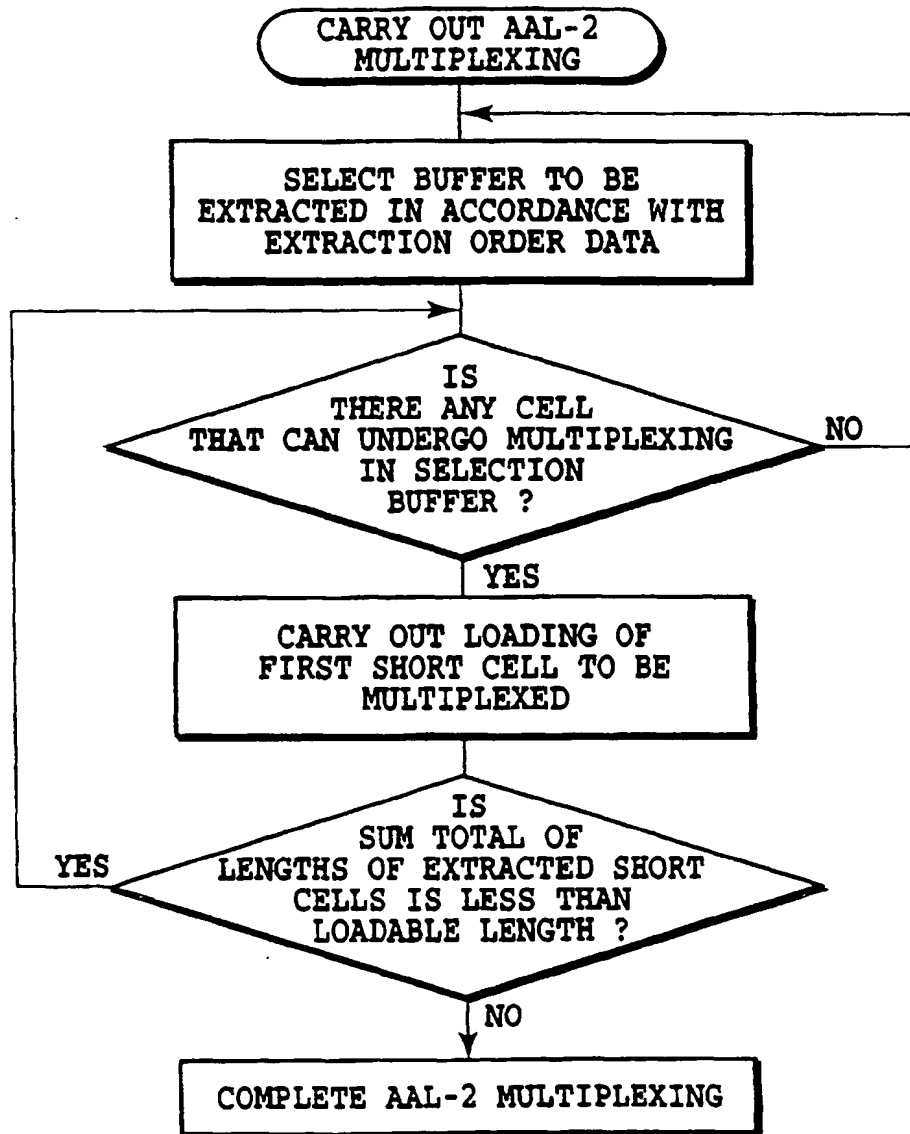 CARRY OUT AAL-2
MULTIPLEXING
SELECT BUFFER TO BE
EXTRACTED IN ACCORDANCE WITH
EXTRACTION ORDER DATA
IS
THERE ANY CELL
THAT CAN UNDERGO MULTIPLEXING
IN SELECTION
BUFFER ?
NO
YES
CARRY OUT LOADING OF
FIRST SHORT CELL TO BE
MULTIPLEXED
IS
SUM TOTAL OF
LENGTHS OF EXTRACTED SHORT
CELLS IS LESS THAN
LOADABLE LENGTH ?
YES
NO
COMPLETE AAL-2 MULTIPLEXING